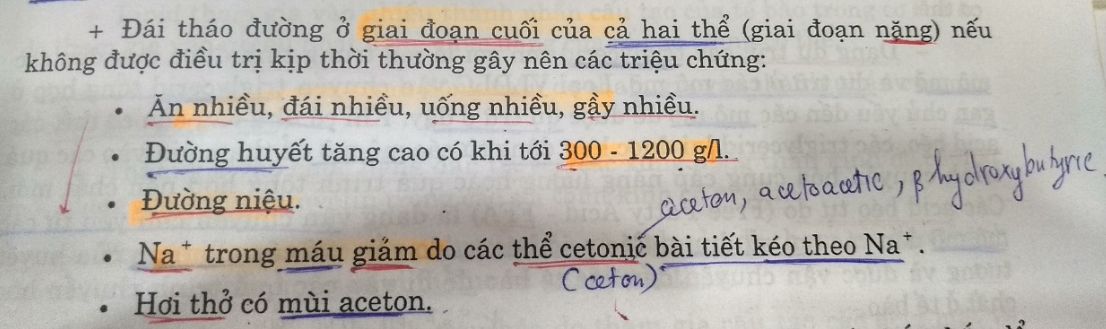 + Đái tháo đường ở giai đoạn cuối của cả hai thể (giai đoạn nặng) nếu
không được điều trị kịp thời thường gây nên các triệu chứng:
• Ăn nhiều, đái nhiều, uống nhiều, gầy nhiều.
• Đường huyết tăng cao có khi tới 300 - 1200 g/l.
• Đường niệu.
aceton, acetoacetic, β hydroxybutyric
• Na⁺ trong máu giảm do các thể cetonic bài tiết kéo theo Na⁺.
(ceton)
• Hơi thở có mùi aceton.